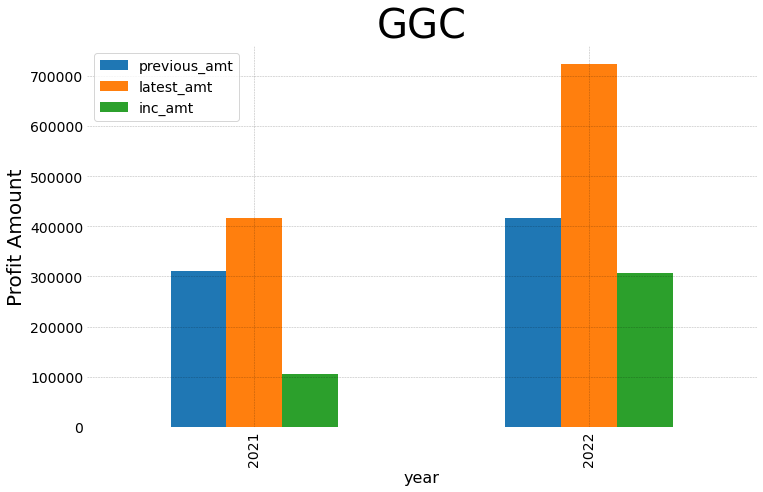 GGC
previous_amt
latest_amt
inc_amt
700000
600000
500000
400000
300000
200000
100000
0
Profit Amount
2021
2022
year